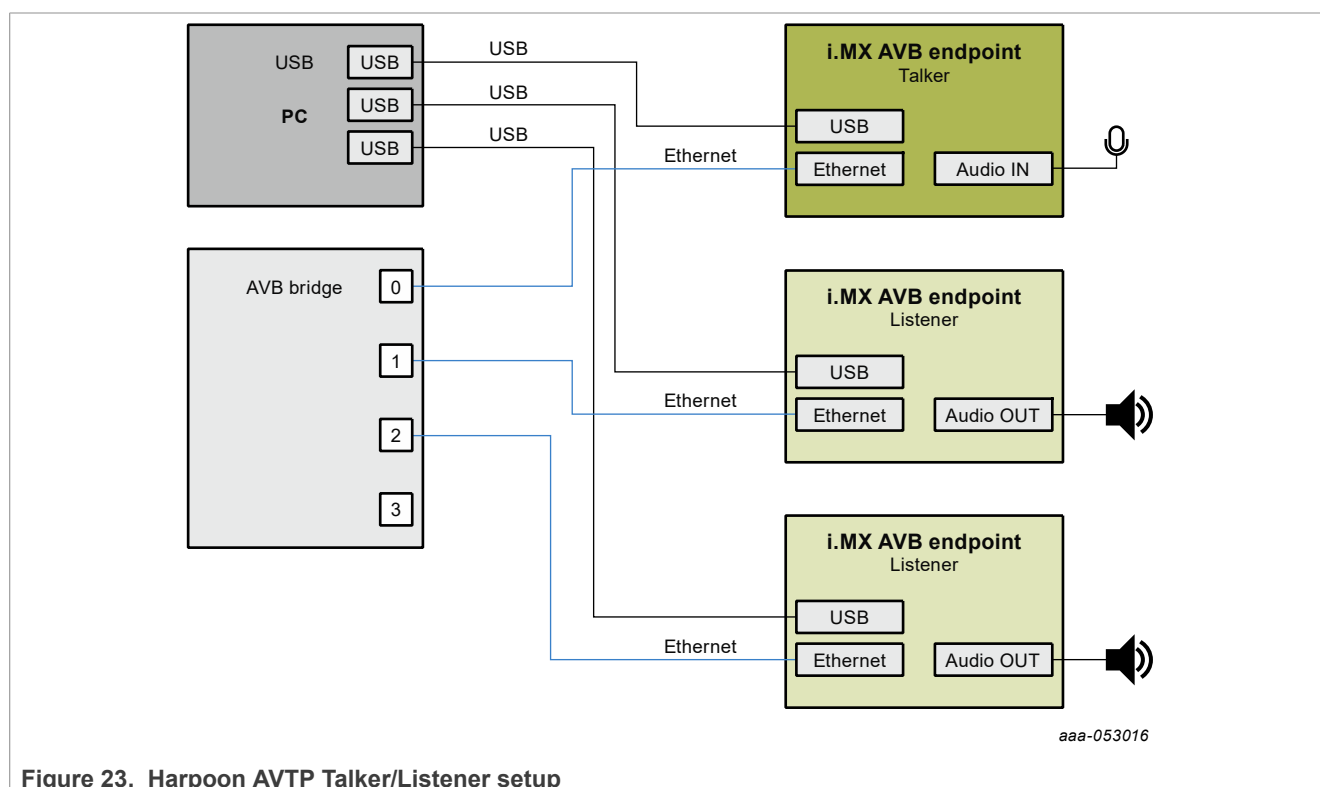 USB
PC
USB
USB
USB
USB
USB
USB
i.MX AVB endpoint
Talker
USB
Ethernet
Ethernet
Audio IN
AVB bridge
0
1
2
3
i.MX AVB endpoint
Listener
USB
Ethernet
Ethernet
Audio OUT
i.MX AVB endpoint
Listener
USB
Ethernet
Ethernet
Audio OUT
aaa-053016
Figure 23. Harpoon AVTP Talker/Listener setup